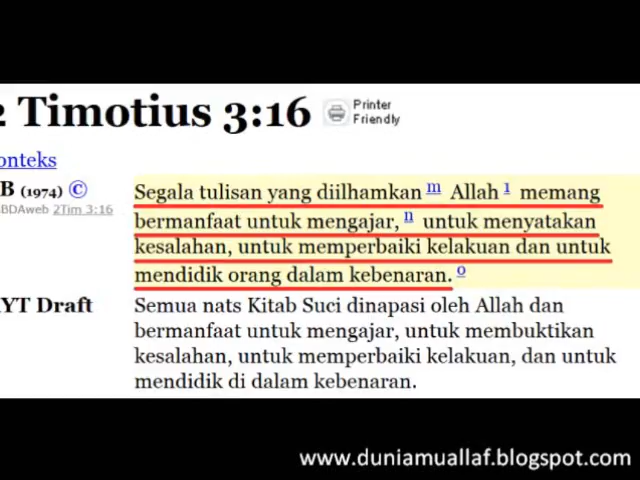 2 Timotius 3:16
Printer
Friendly
onteks
B (1974) ©
BDAweb 2Tim 3:16
Segala tulisan yang diilhamkan m Allah 1 memang
bermanfaat untuk mengajar, n untuk menyatakan
kesalahan, untuk memperbaiki kelakuan dan untuk
mendidik orang dalam kebenaran. o
YT Draft
Semua nats Kitab Suci dinapasi oleh Allah dan
bermanfaat untuk mengajar, untuk membuktikan
kesalahan, untuk memperbaiki kelakuan, dan untuk
mendidik di dalam kebenaran.
www.duniamuallaf.blogspot.com